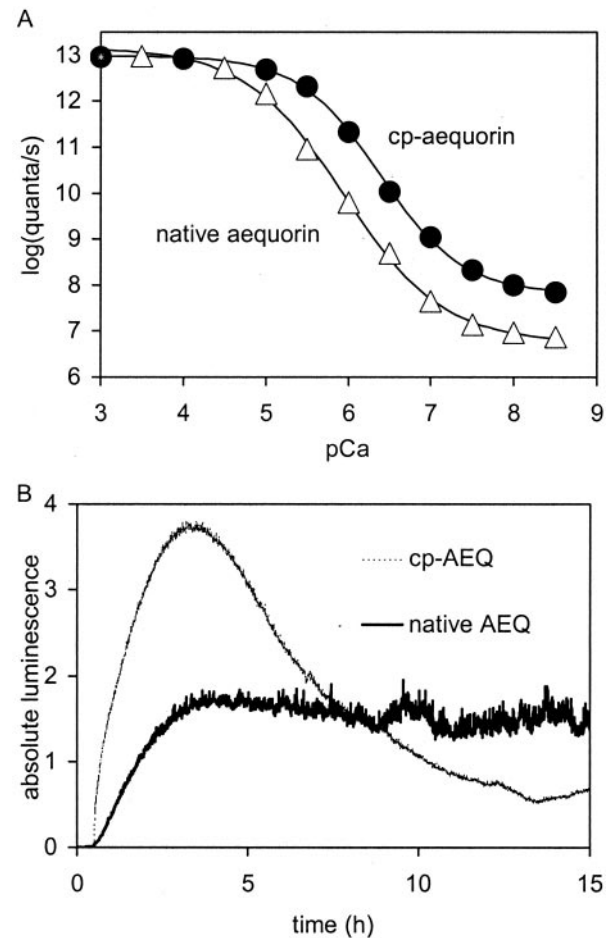 A
13
12
11
10
9
8
7
6
log(quanta/s)
cp-aequorin
native aequorin
3 4 5 6 7 8 9
pCa
B
4
3
2
1
0
absolute luminescence
cp-AEQ
native AEQ
0 5 10 15
time (h)